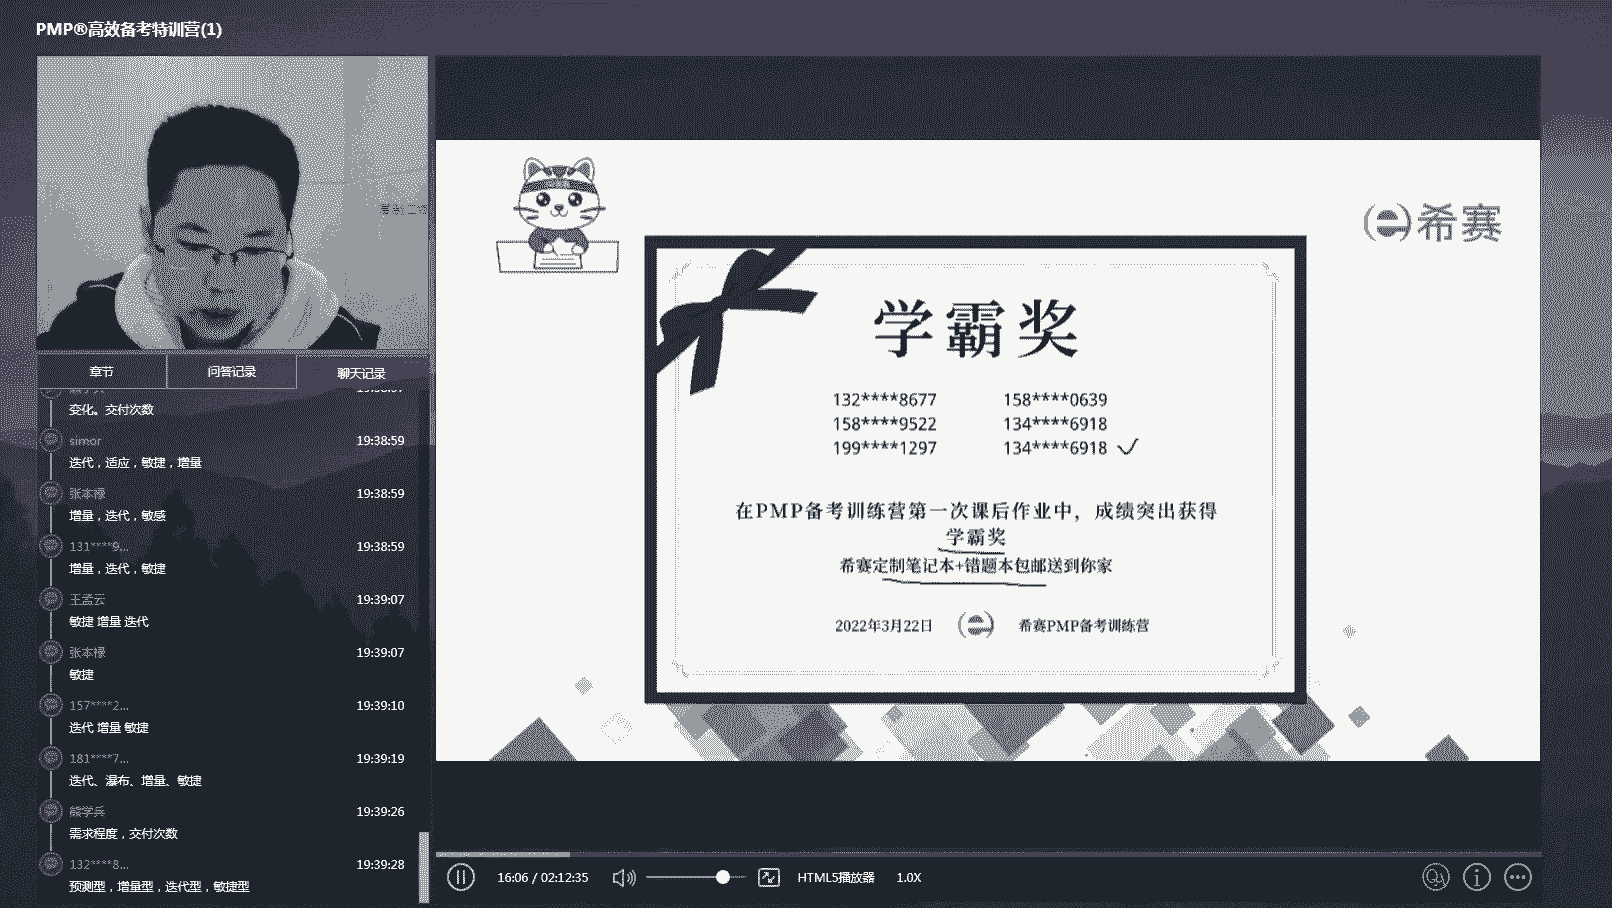 PMP®高效备考特训营(1)
章节
问答记录
聊天记录
变化。交付次数
simor
19:38:59
迭代，适应，敏捷，增量
张本禄
19:38:59
增量，迭代，敏感
131****9...
19:38:59
增量，迭代，敏捷
王孟云
19:39:07
敏捷 增量 迭代
张本禄
19:39:07
敏捷
157****2...
19:39:10
迭代 增量 敏捷
181****7...
19:39:19
迭代、瀑布、增量、敏捷
熊学兵
19:39:26
需求程度，交付次数
132****8...
19:39:28
预测型，增量型，迭代型，敏捷型
希赛
学霸奖
132****8677 158****0639
158****9522 134****6918
199****1297 134****6918
在PMP备考训练营第一次课后作业中，成绩突出获得
学霸奖
希赛定制笔记本+错题本包邮送到你家
2022年3月22日 希赛PMP备考训练营
16:06 / 02:12:35
HTML5播放器
1.0X